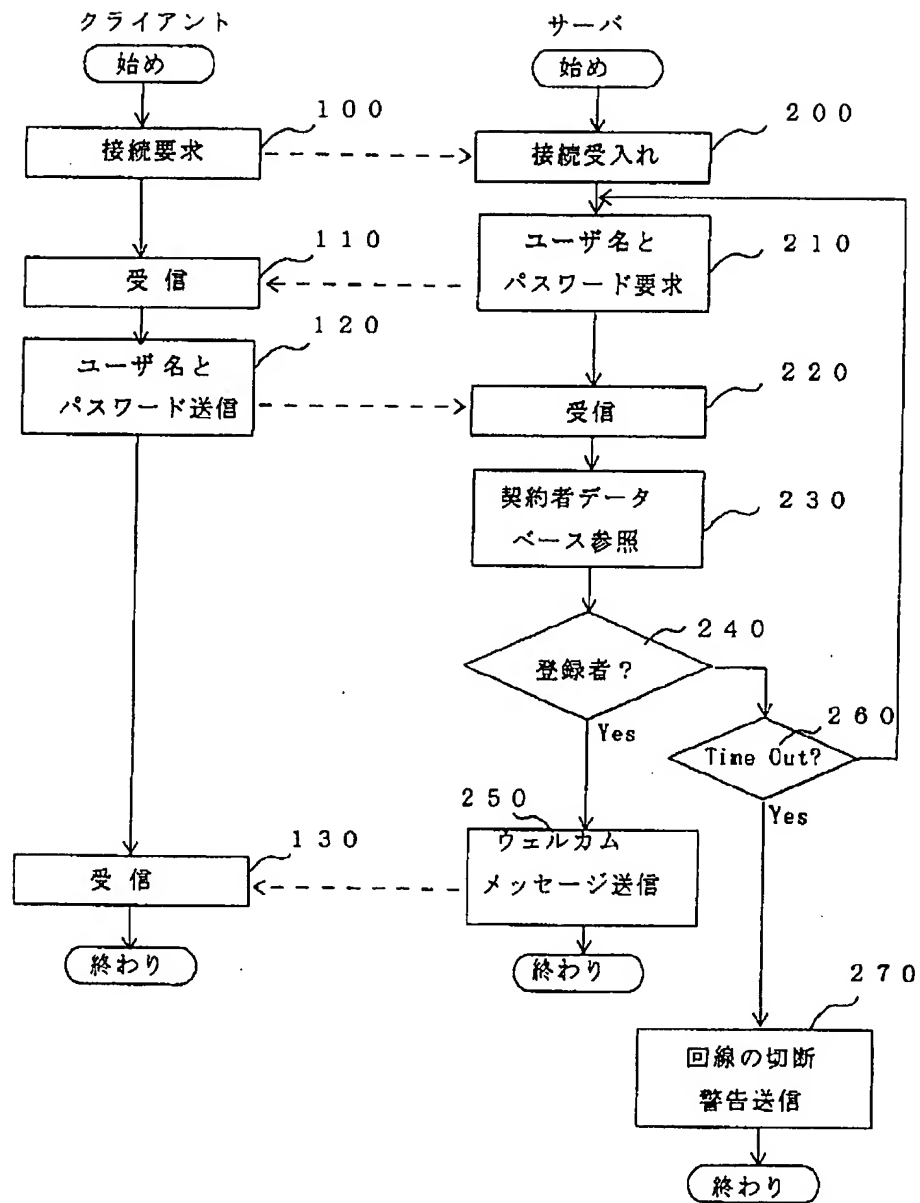 クライアント
サーバ
始め
始め
100
接続要求
200
接続受入れ
110
受信
210
ユーザ名と
パスワード要求
120
ユーザ名と
パスワード送信
220
受信
230
契約者データ
ベース参照
240
登録者?
Yes
260
Time Out?
Yes
250
ウェルカム
メッセージ送信
130
受信
終わり
終わり
270
回線の切断
警告送信
終わり